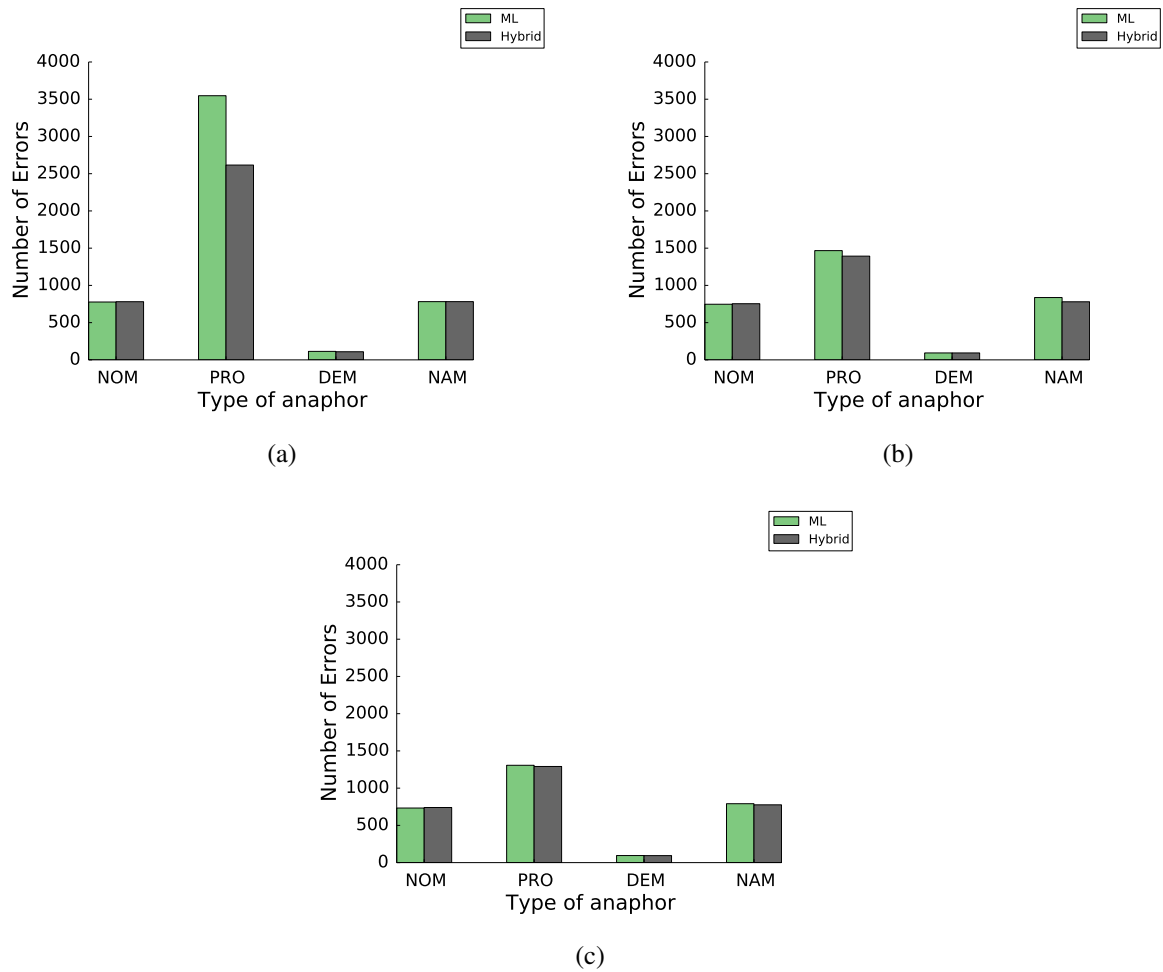 ML
Hybrid
4000
3500
3000
2500
2000
1500
1000
500
0
Number of Errors
NOM PRO DEM NAM
Type of anaphor
(a)
ML
Hybrid
4000
3500
3000
2500
2000
1500
1000
500
0
Number of Errors
NOM PRO DEM NAM
Type of anaphor
(b)
ML
Hybrid
4000
3500
3000
2500
2000
1500
1000
500
0
Number of Errors
NOM PRO DEM NAM
Type of anaphor
(c)